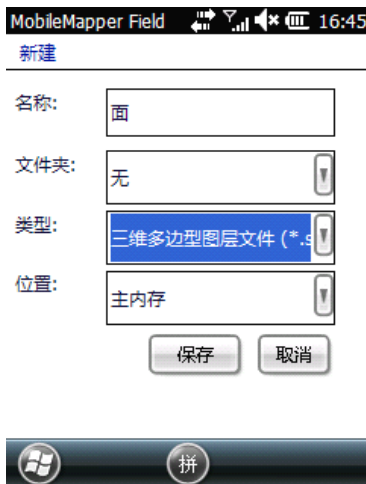 MobileMapper Field 16:45
新建
名称: 面
文件夹: 无
类型: 三维多边型图层文件 (*.s
位置: 主内存
保存 取消
拼